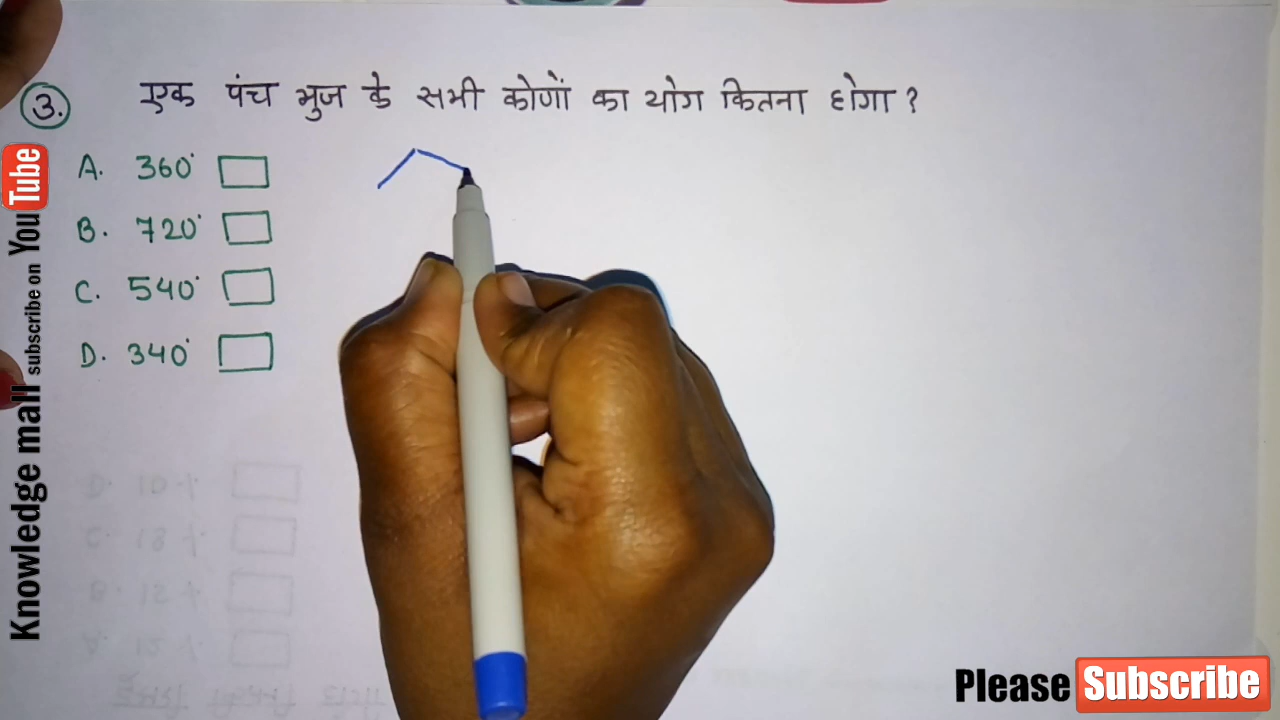 3. एक पंच भुज के सभी कोणों का योग कितना होगा ?
A. 360°
B. 720°
C. 540°
D. 340°
Knowledge mall subscribe on YouTube
Please Subscribe